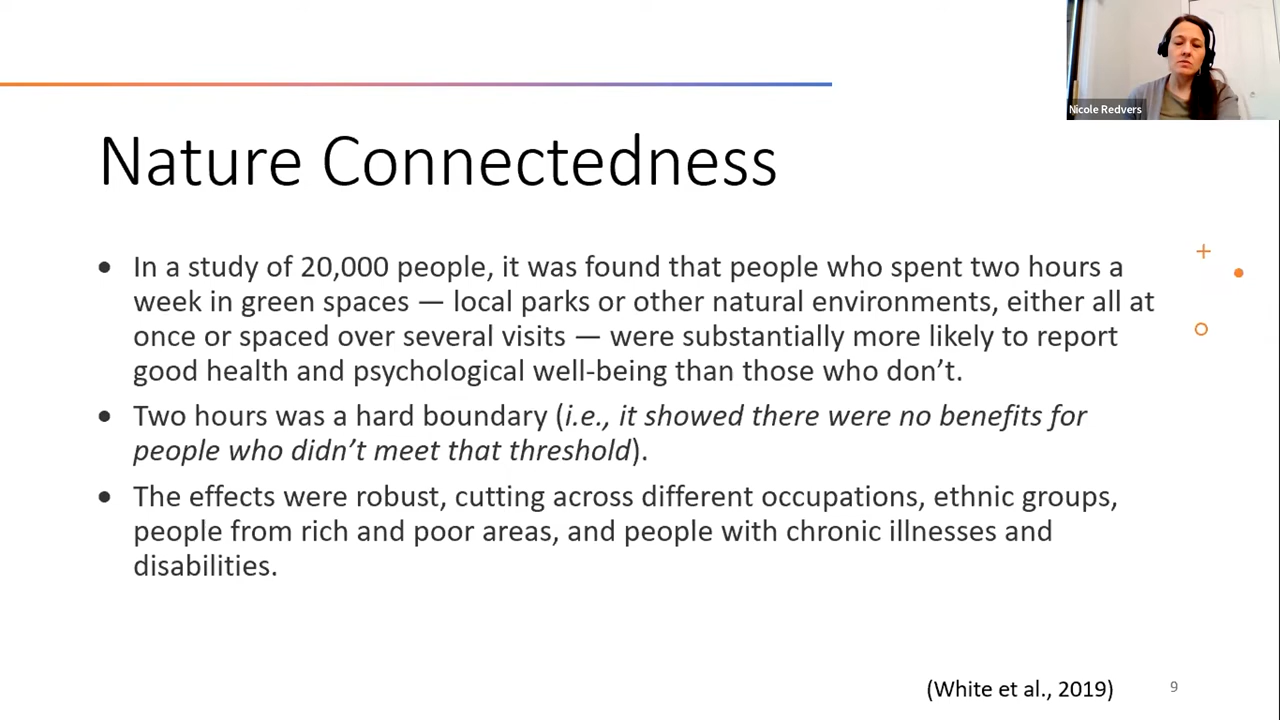 Nicole Redvers
Nature Connectedness
• In a study of 20,000 people, it was found that people who spent two hours a
week in green spaces — local parks or other natural environments, either all at
once or spaced over several visits — were substantially more likely to report
good health and psychological well-being than those who don’t.
• Two hours was a hard boundary (i.e., it showed there were no benefits for
people who didn’t meet that threshold).
• The effects were robust, cutting across different occupations, ethnic groups,
people from rich and poor areas, and people with chronic illnesses and
disabilities.
(White et al., 2019)
9